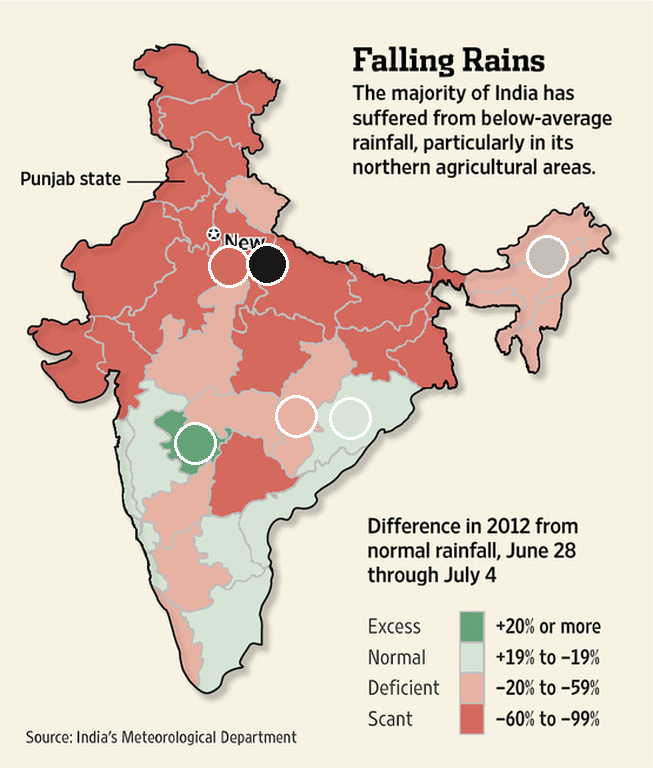 Falling Rains
The majority of India has
suffered from below-average
rainfall, particularly in its
northern agricultural areas.
Punjab state
New
Difference in 2012 from
normal rainfall, June 28
through July 4
Excess +20% or more
Normal +19% to –19%
Deficient –20% to –59%
Scant –60% to –99%
Source: India's Meteorological Department